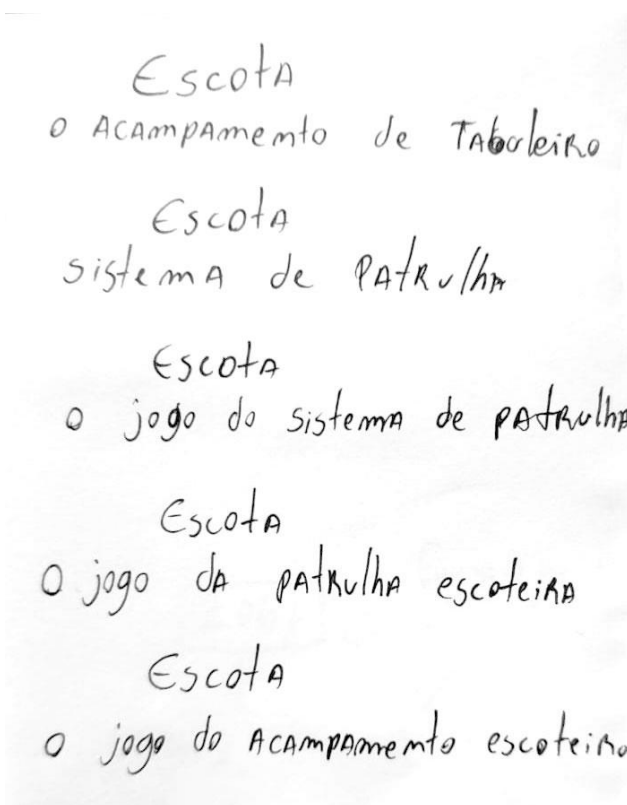 Escota
o Acampamento de Tabuleiro
Escota
sistema de Patrulha
Escota
o jogo do sistema de patrulha
Escota
O jogo da patrulha escoteira
Escota
o jogo do Acampamento escoteiro